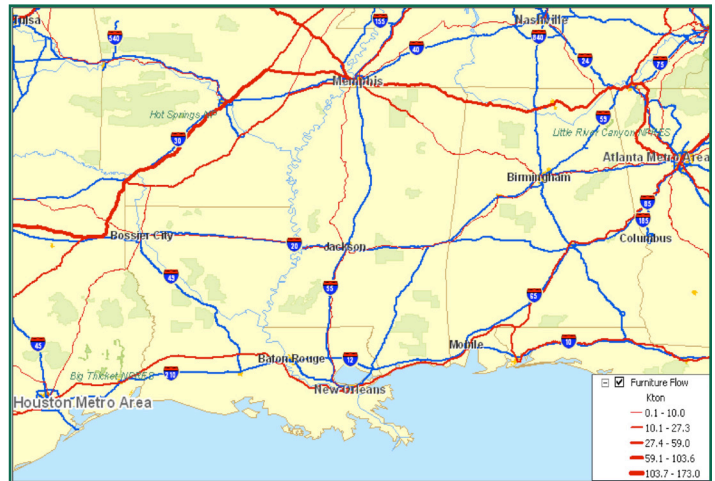 Tulsa
Nashville
155
540
40
840
24
75
Memphis
Hot Springs NP
30
59
Little River Canyon NPRES
Atlanta Metro Area
Birmingham
85
185
Bossier City
20
Jackson
Columbus
49
55
65
45
Baton Rouge
12
Mobile
10
Big Thicket NPRES
10
New Orleans
Houston Metro Area
Furniture Flow
Kton
0.1 - 10.0
10.1 - 27.3
27.4 - 59.0
59.1 - 103.6
103.7 - 173.0